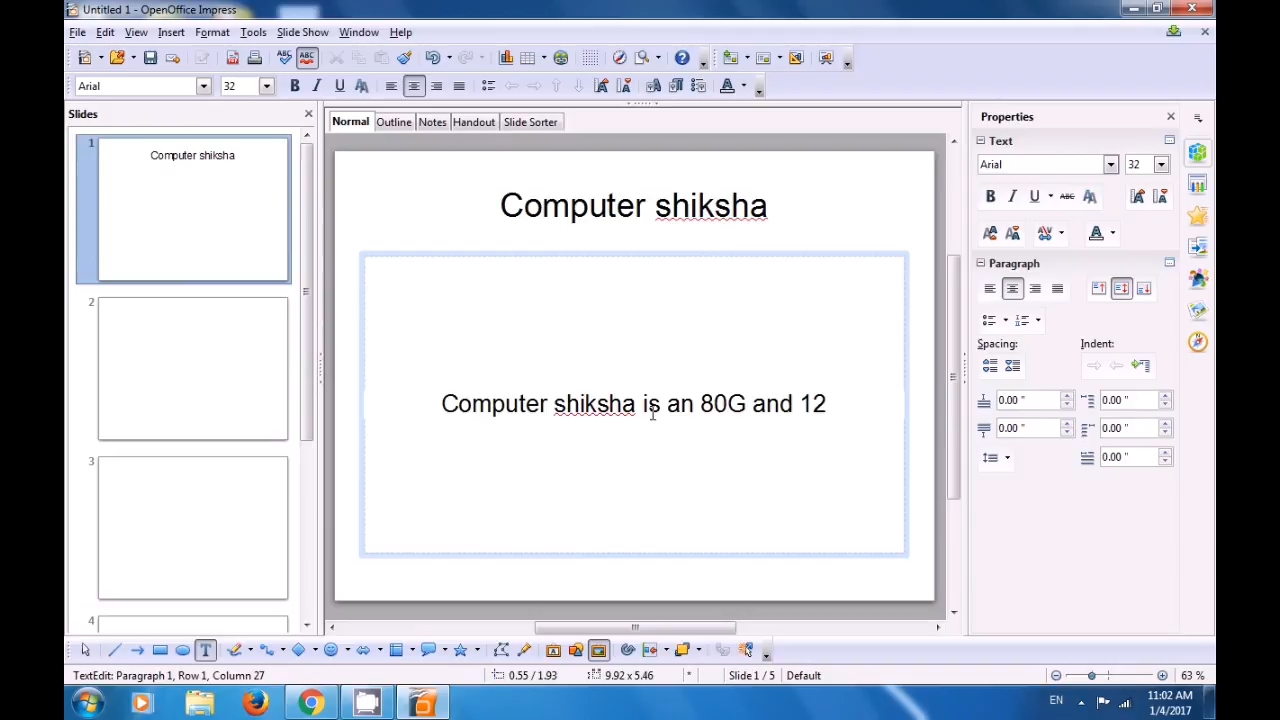 Untitled 1 - OpenOffice Impress
File Edit View Insert Format Tools Slide Show Window Help
Arial 32
Slides
Normal Outline Notes Handout Slide Sorter
Properties
1
Computer shiksha
2
3
4
Computer shiksha
Computer shiksha is an 80G and 12
Text
Arial 32
Paragraph
Spacing: Indent:
0.00 " 0.00 "
0.00 " 0.00 "
0.00 "
TextEdit: Paragraph 1, Row 1, Column 27 0.55 / 1.93 9.92 x 5.46 * Slide 1 / 5 Default 63 %
EN 11:02 AM
1/4/2017